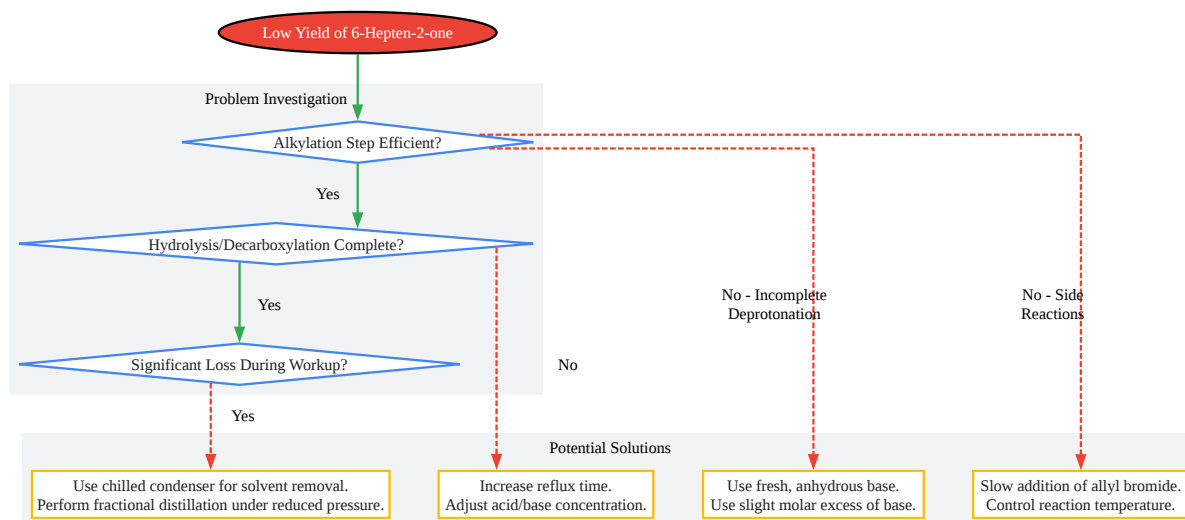 Low Yield of 6-Hepten-2-one
Problem Investigation
Alkylation Step Efficient?
Yes
Hydrolysis/Decarboxylation Complete?
Yes
No - Incomplete
Deprotonation
No - Side
Reactions
Significant Loss During Workup?
No
Yes
Potential Solutions
Use chilled condenser for solvent removal.
Perform fractional distillation under reduced pressure.
Increase reflux time.
Adjust acid/base concentration.
Use fresh, anhydrous base.
Use slight molar excess of base.
Slow addition of allyl bromide.
Control reaction temperature.